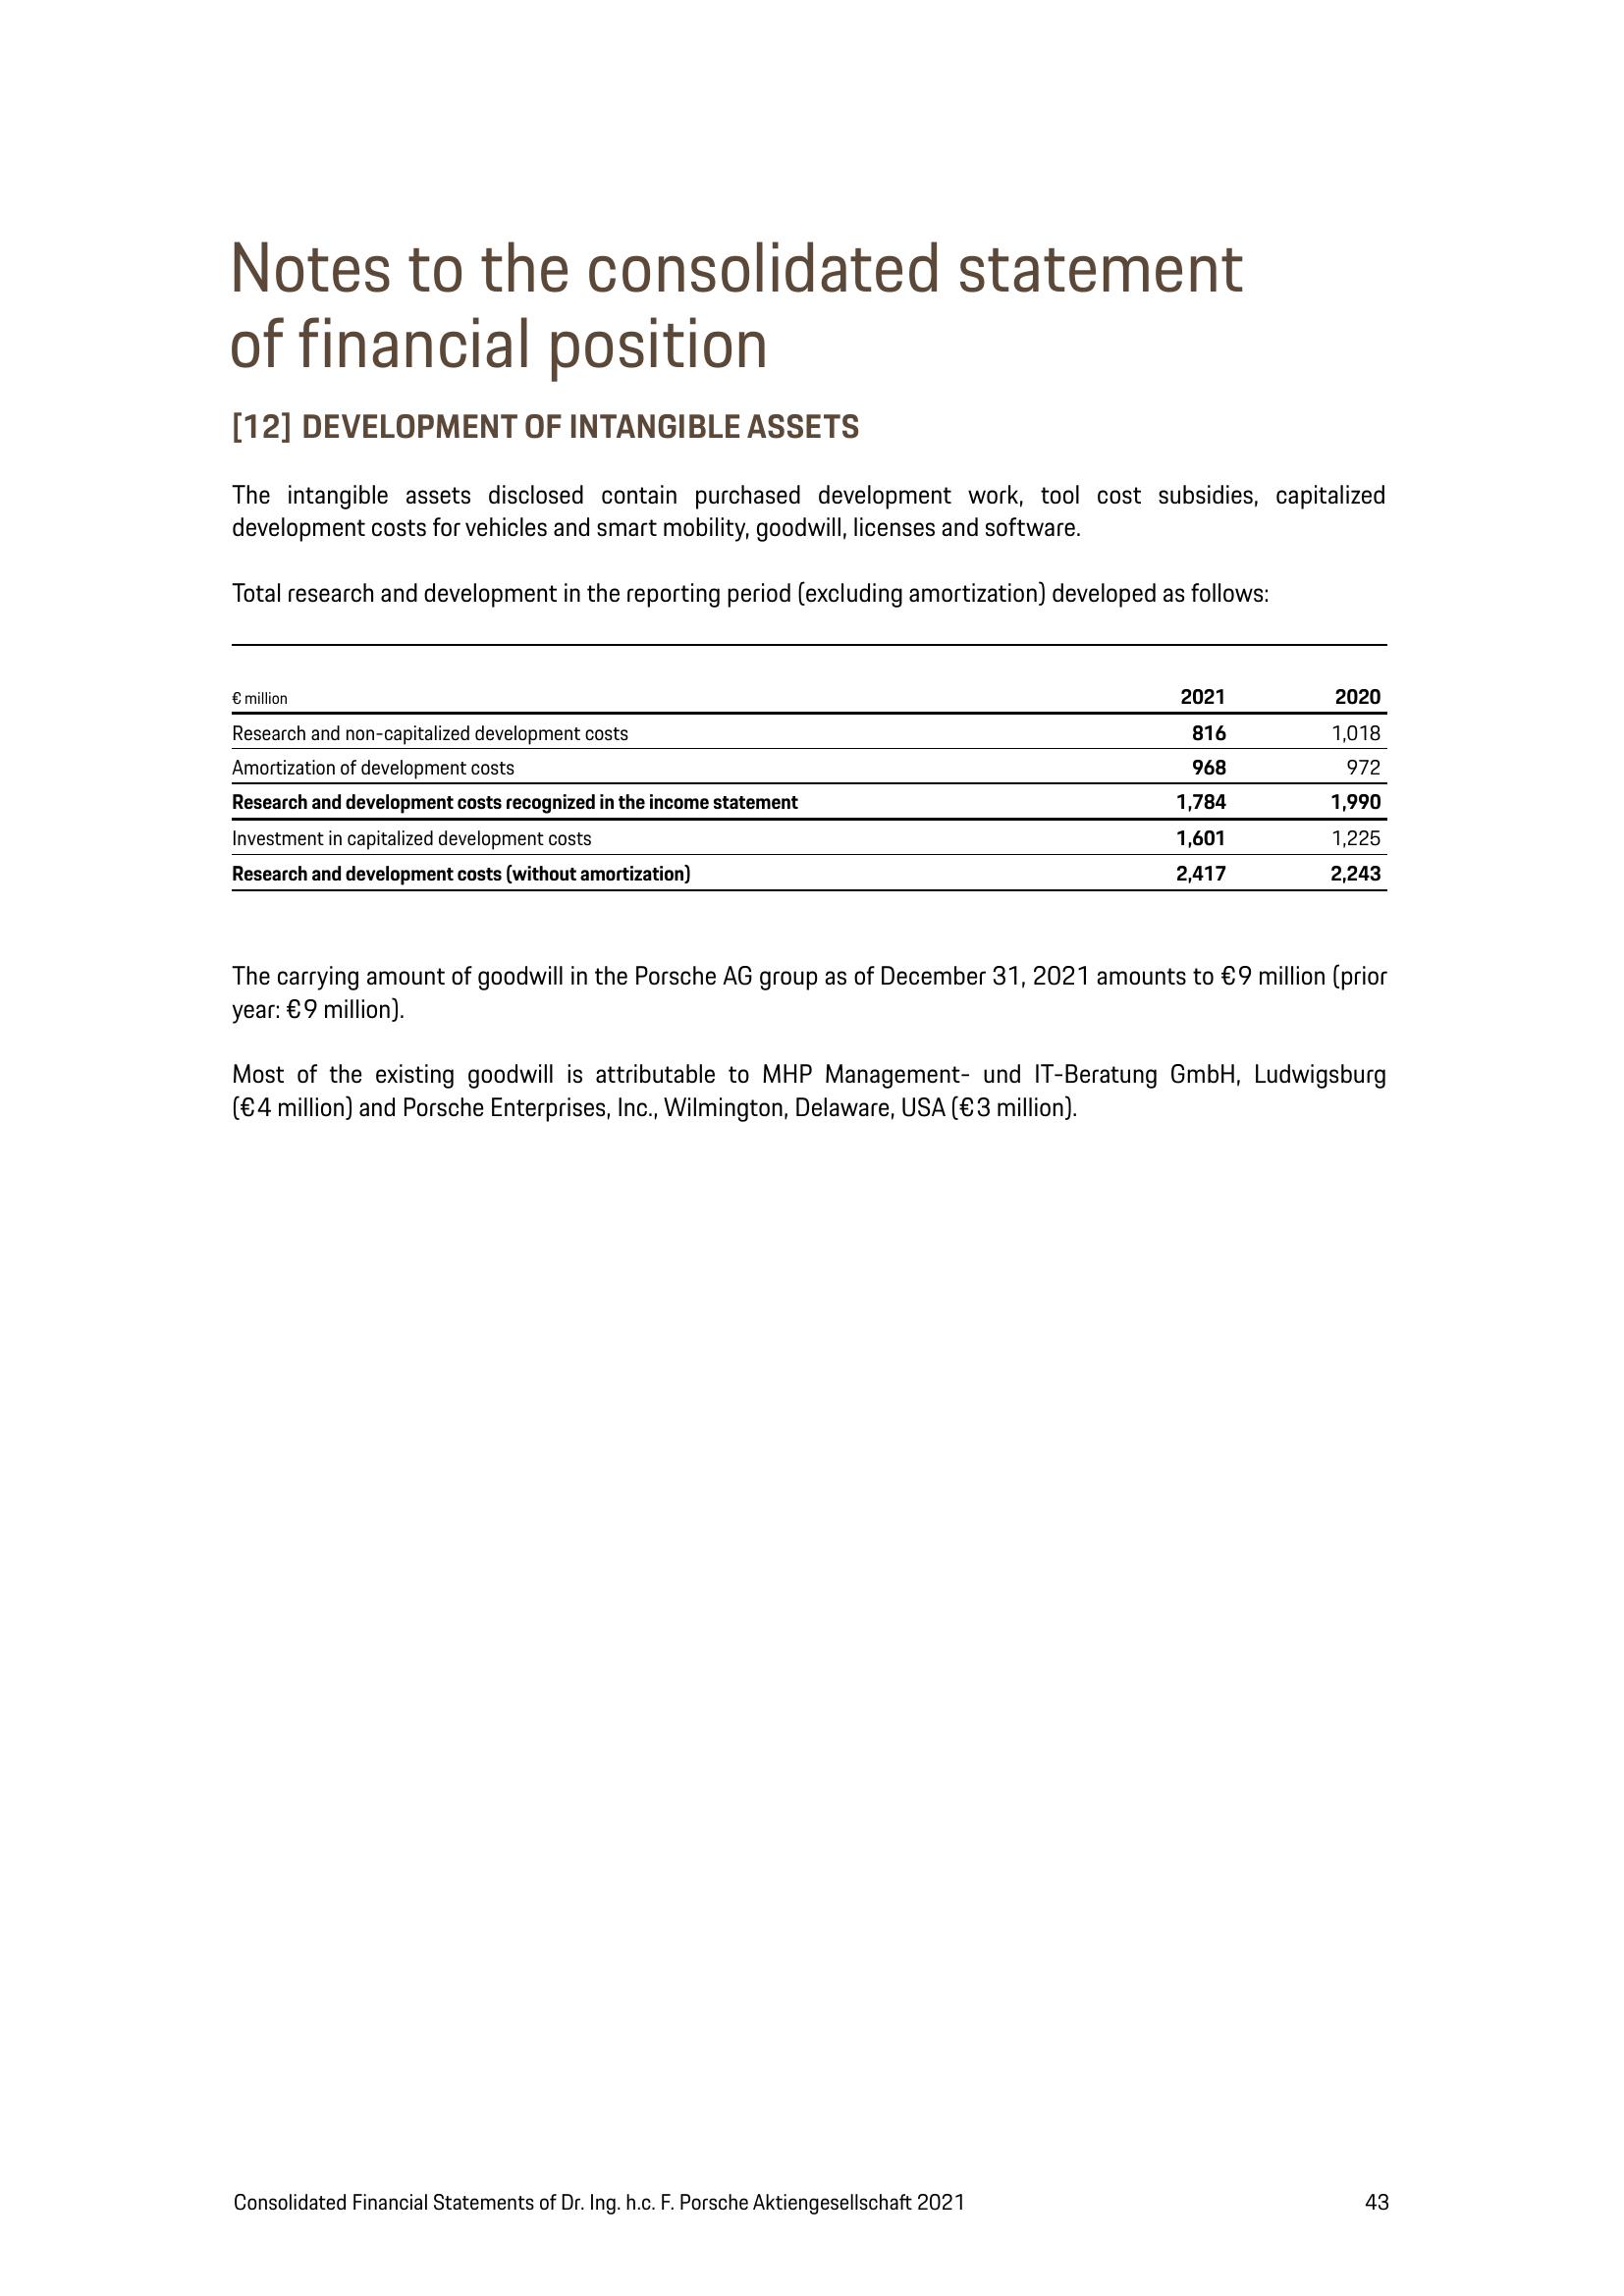 Notes to the consolidated statement
of financial position
[12] DEVELOPMENT OF INTANGIBLE ASSETS
The intangible assets disclosed contain purchased development work, tool cost subsidies, capitalized
development costs for vehicles and smart mobility, goodwill, licenses and software.
Total research and development in the reporting period (excluding amortization) developed as follows:
€ million 2021 2020
Research and non-capitalized development costs 816 1,018
Amortization of development costs 968 972
Research and development costs recognized in the income statement 1,784 1,990
Investment in capitalized development costs 1,601 1,225
Research and development costs (without amortization) 2,417 2,243
The carrying amount of goodwill in the Porsche AG group as of December 31, 2021 amounts to €9 million (prior
year: €9 million).
Most of the existing goodwill is attributable to MHP Management- und IT-Beratung GmbH, Ludwigsburg
(€4 million) and Porsche Enterprises, Inc., Wilmington, Delaware, USA (€3 million).
Consolidated Financial Statements of Dr. Ing. h.c. F. Porsche Aktiengesellschaft 2021 43